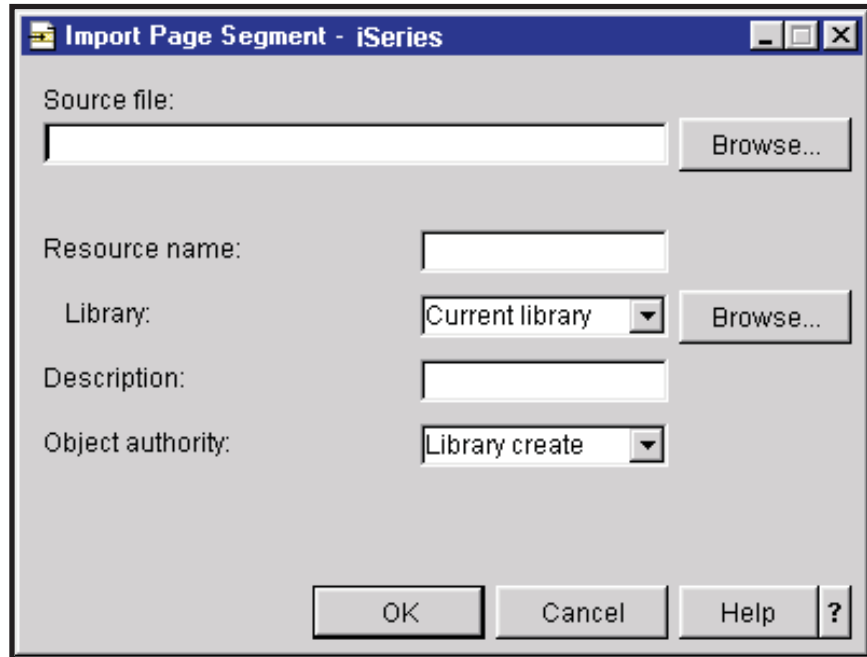 Import Page Segment - iSeries
Source file:
Browse...
Resource name:
Library: Current library Browse...
Description:
Object authority: Library create
OK Cancel Help ?